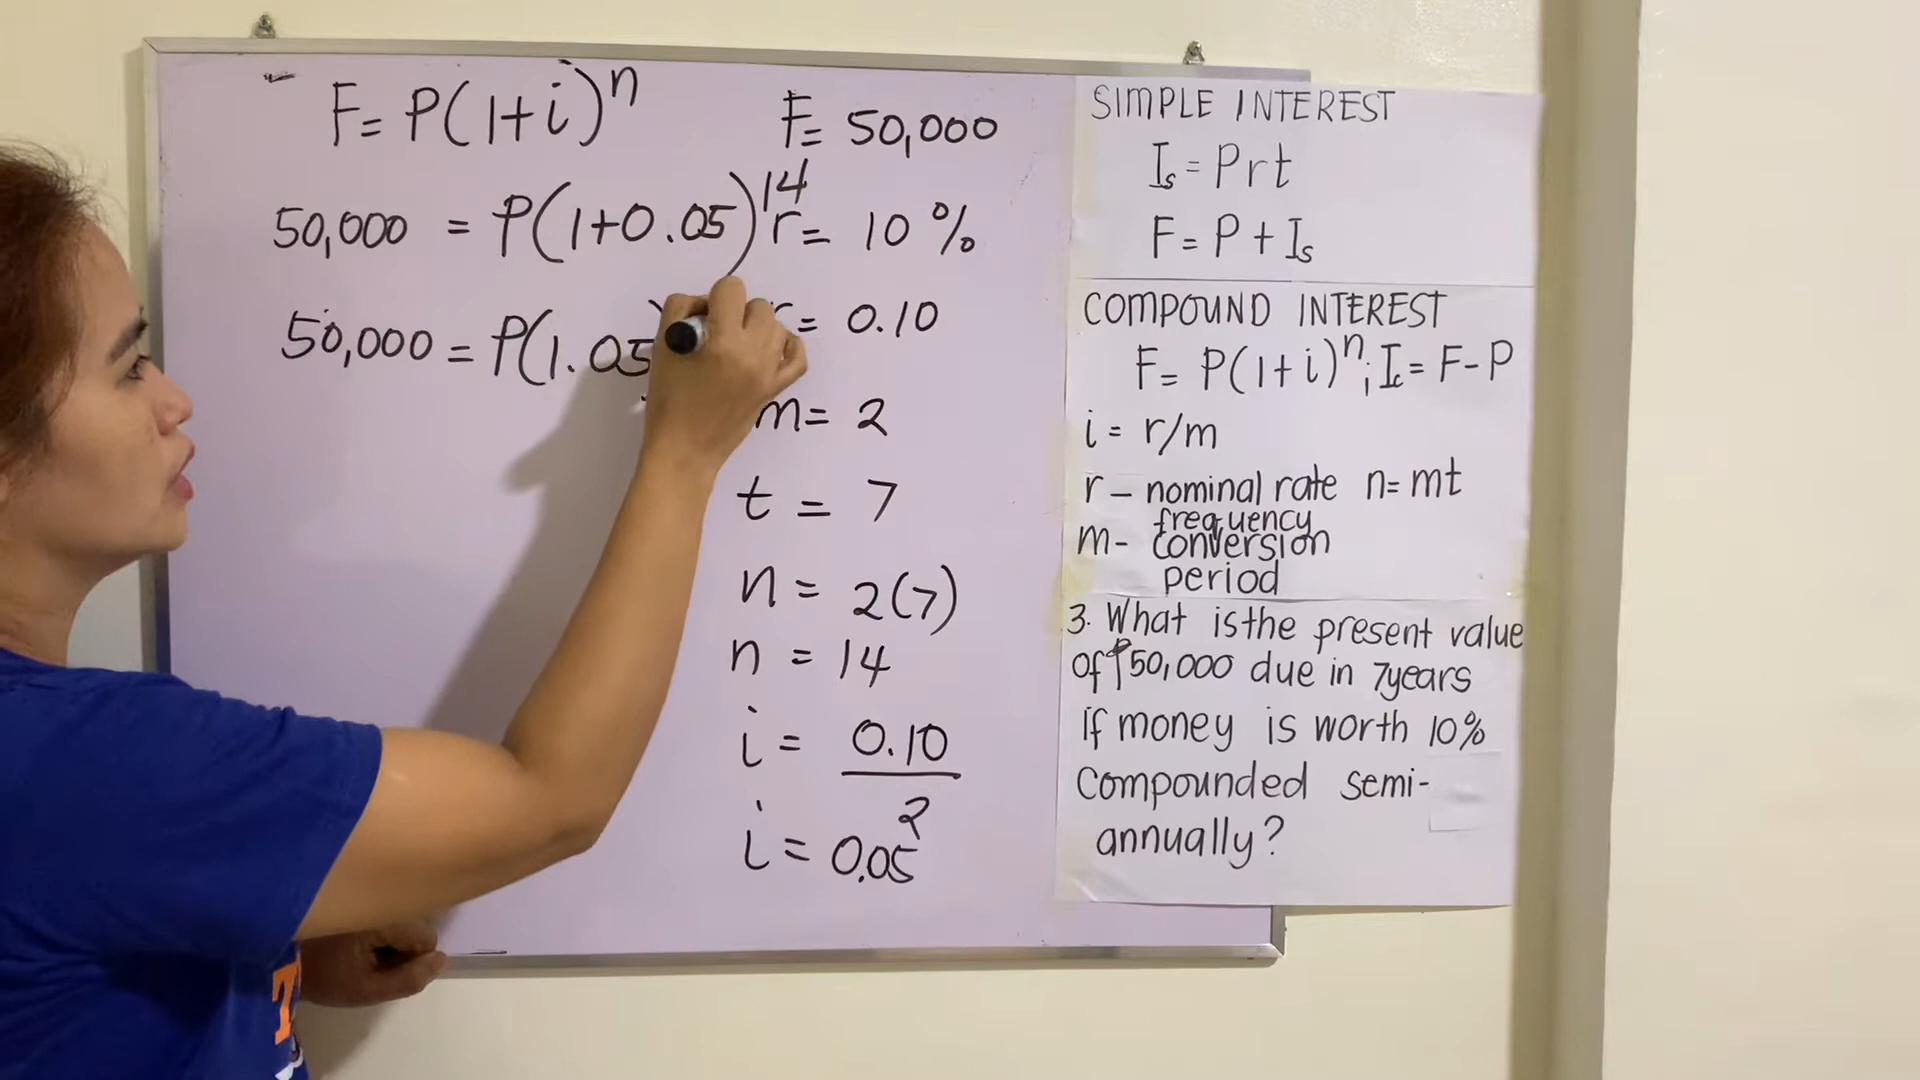 F = P(1+i)^n
50,000 = P(1+0.05)^14
50,000 = P(1.05)
F = 50,000
r = 10%
r = 0.10
m = 2
t = 7
n = 2(7)
n = 14
i = 0.10
2
i = 0.05
SIMPLE INTEREST
Is = Prt
F = P + Is
COMPOUND INTEREST
F = P(1+i)^n; Ic = F - P
i = r/m
r – nominal rate n = mt
frequency
m - conversion
period
3. What is the present value
of ₱50,000 due in 7 years
if money is worth 10%
compounded semi-
annually?